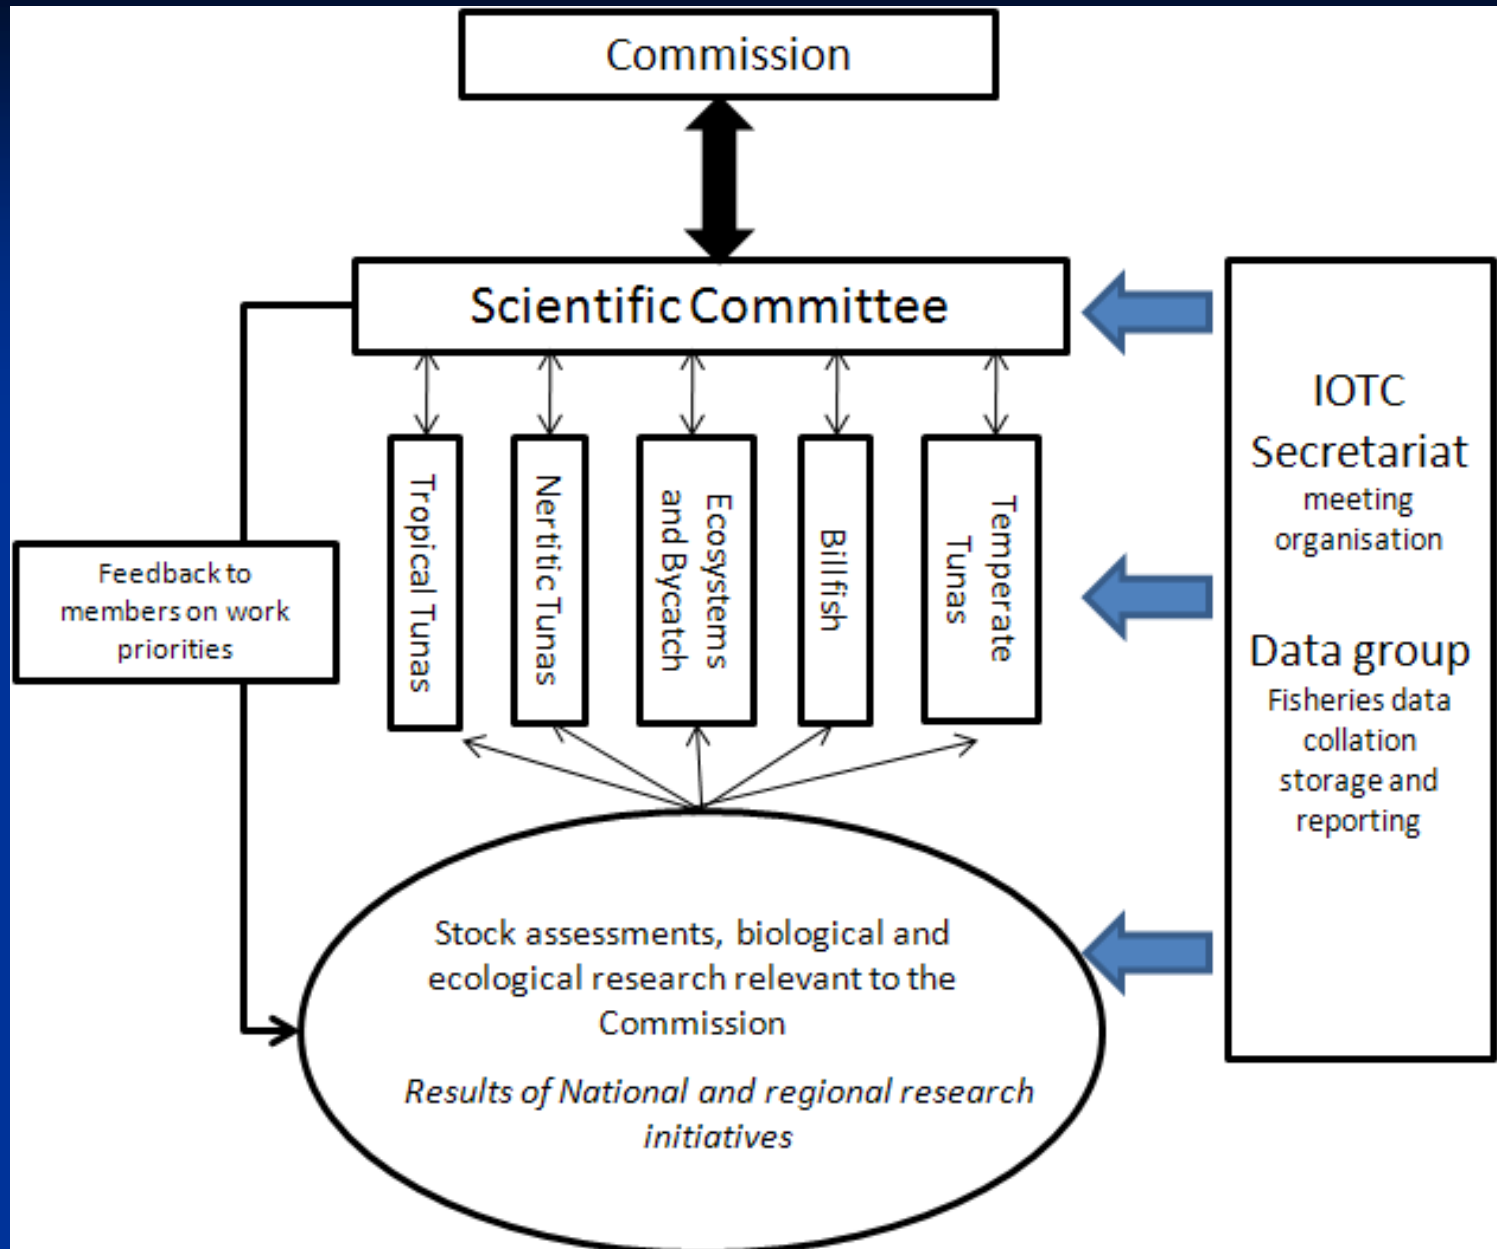 Commission
Scientific Committee
Tropical Tunas
Nertitic Tunas
Ecosystems
and Bycatch
Billfish
Temperate
Tunas
Feedback to
members on work
priorities
IOTC
Secretariat
meeting
organisation
Data group
Fisheries data
collation
storage and
reporting
Stock assessments, biological and
ecological research relevant to the
Commission
Results of National and regional research
initiatives